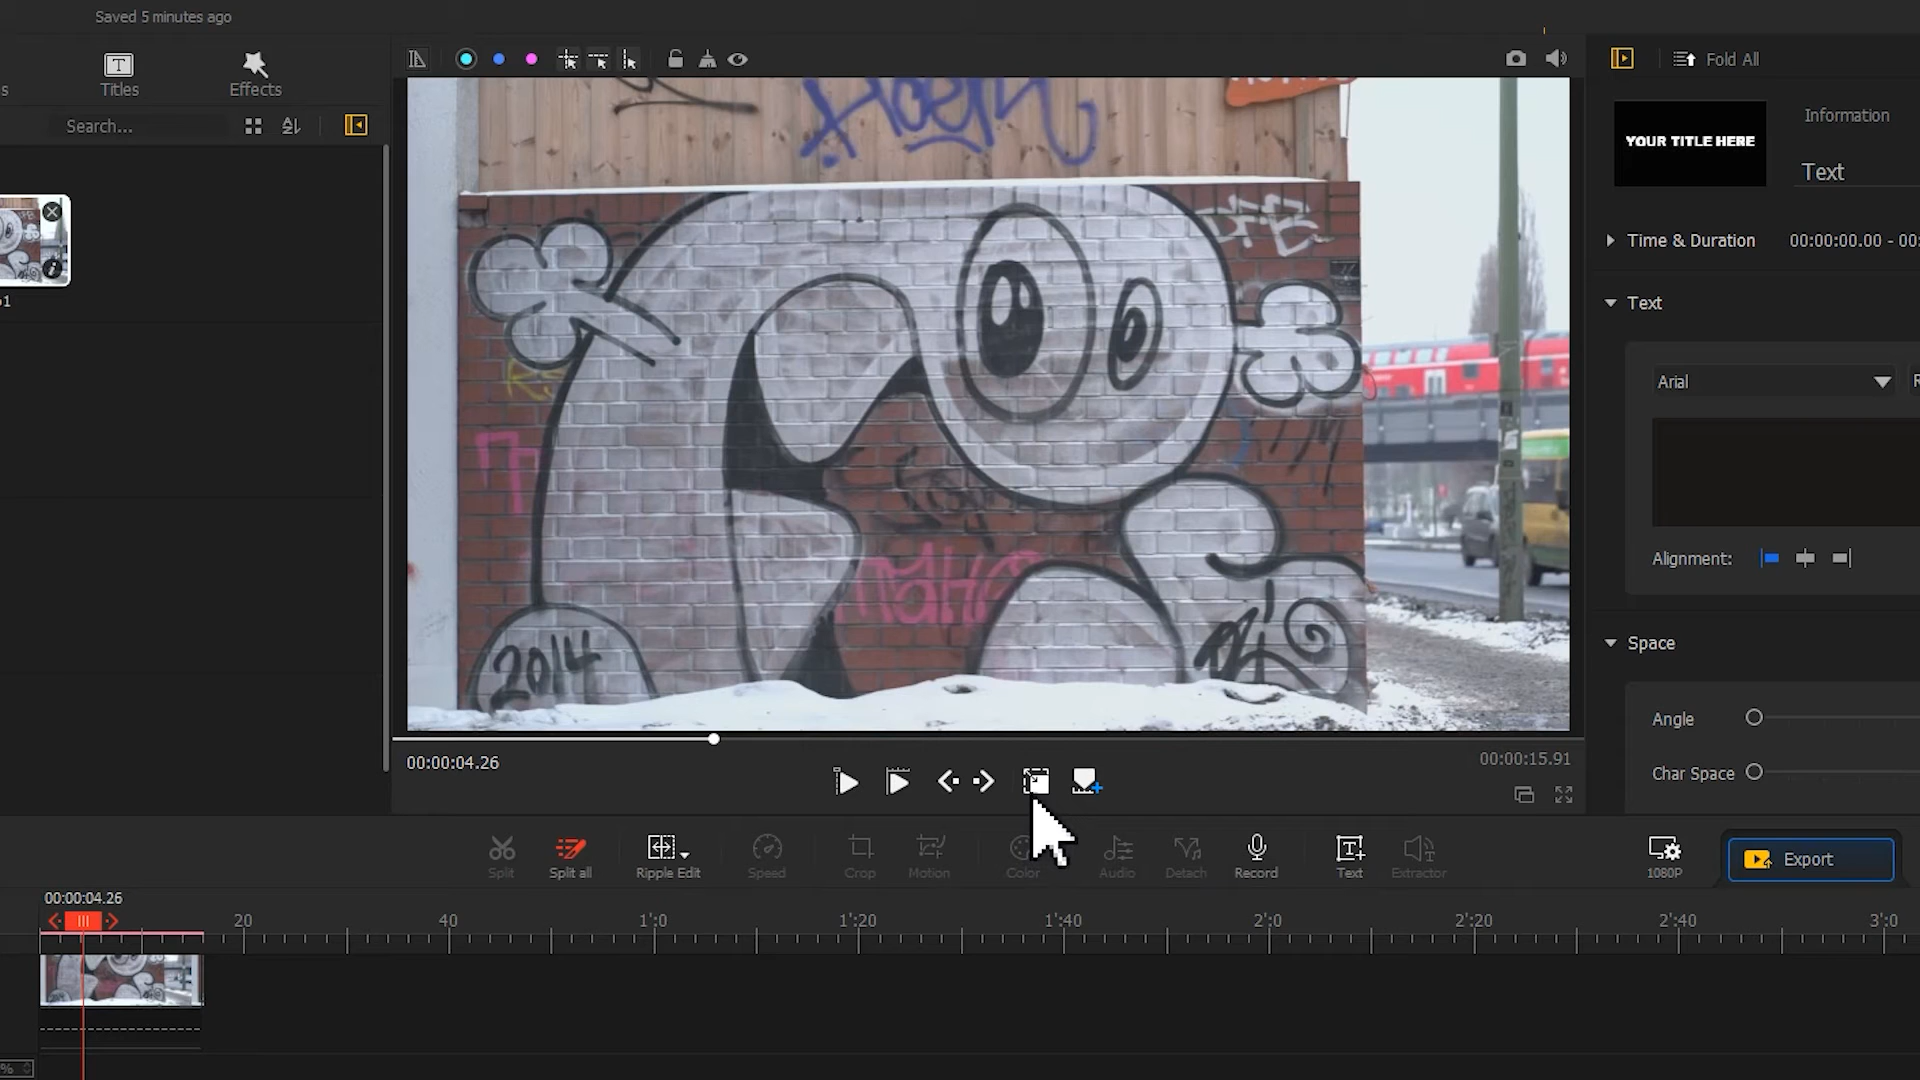 Saved 5 minutes ago
s
Titles
Effects
Search...
1
2014
00:00:04.26
00:00:15.91
Fold All
YOUR TITLE HERE
Information
Text
Time & Duration
00:00:00.00 - 00:
Text
Arial
R
Alignment:
Space
Angle
Char Space
Split
Split all
Ripple Edit
Speed
Crop
Motion
Color
Audio
Detach
Record
Text
Extractor
1080P
Export
00:00:04.26
20
40
1':0
1':20
1':40
2':0
2':20
2':40
3':0
%